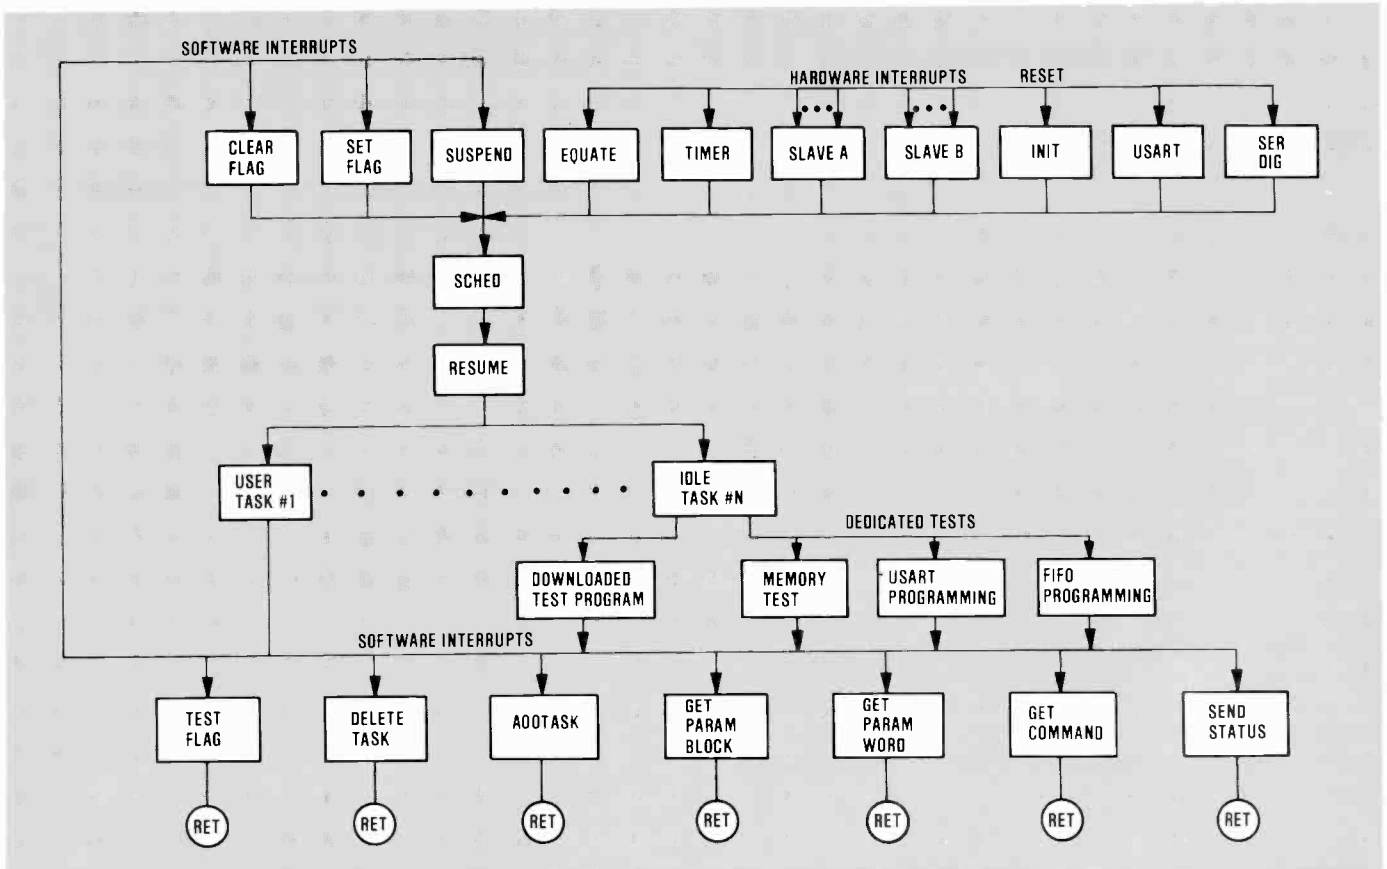 SOFTWARE INTERRUPTS
HARDWARE INTERRUPTS
RESET
CLEAR
FLAG
SET
FLAG
SUSPEND
EQUATE
TIMER
SLAVE A
SLAVE B
INIT
USART
SER
DIG
SCHED
RESUME
USER
TASK #1
IDLE
TASK #N
DEDICATED TESTS
DOWNLOADED
TEST PROGRAM
MEMORY
TEST
USART
PROGRAMMING
FIFO
PROGRAMMING
SOFTWARE INTERRUPTS
TEST
FLAG
DELETE
TASK
ADDTASK
GET
PARAM
BLOCK
GET
PARAM
WORD
GET
COMMAND
SEND
STATUS
RET
RET
RET
RET
RET
RET
RET